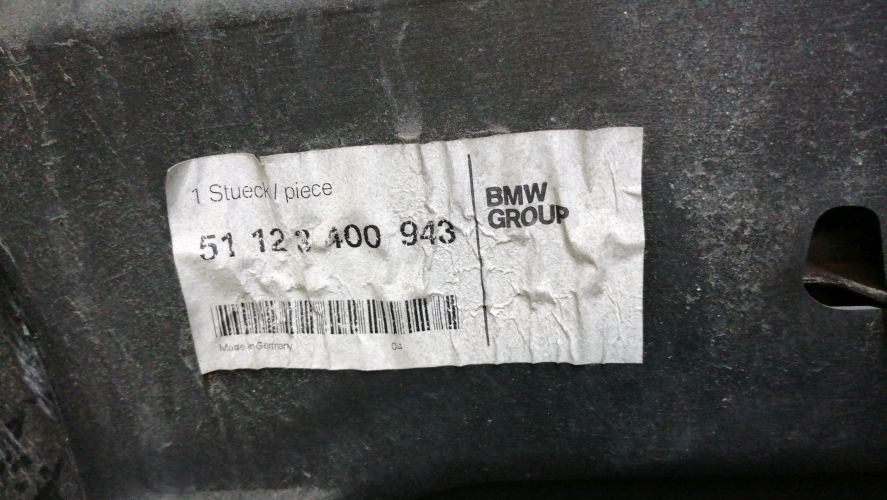 1 Stueck/ piece
BMW
GROUP
51 12 3 400 943
Made in Germany 04